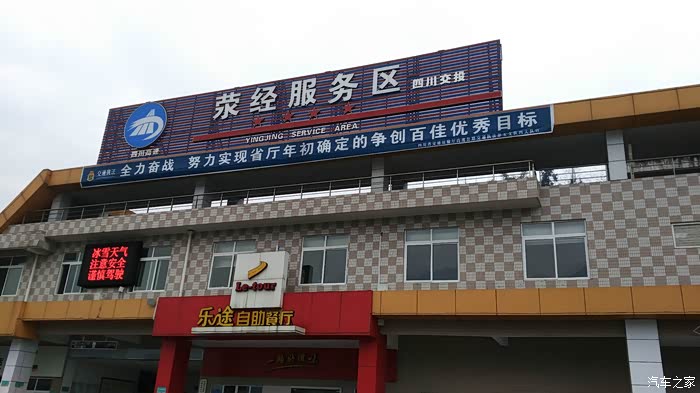 荥经服务区
四川交投
YINGJING SERVICE AREA
四川高速
全力奋战 努力实现省厅年初确定的争创百佳优秀目标
冰雪天气
注意安全
谨慎驾驶
Le-tour
乐途自助餐厅
汽车之家